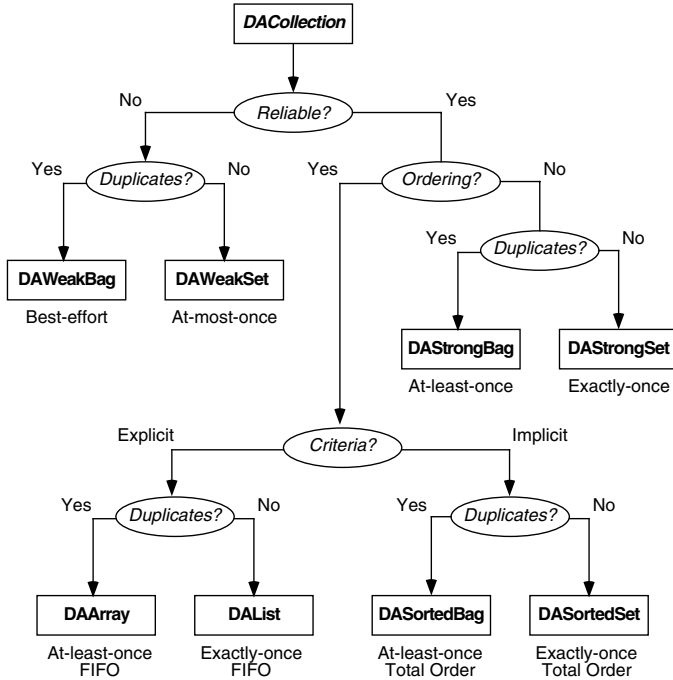 DACollection
No
Reliable?
Yes
Yes
Duplicates?
No
Yes
Ordering?
No
DAWeakBag
DAWeakSet
Best-effort
At-most-once
Yes
Duplicates?
No
DAStrongBag
DAStrongSet
At-least-once
Exactly-once
Explicit
Criteria?
Implicit
Yes
Duplicates?
No
Yes
Duplicates?
No
DAArray
DAList
DASortedBag
DASortedSet
At-least-once
FIFO
Exactly-once
FIFO
At-least-once
Total Order
Exactly-once
Total Order